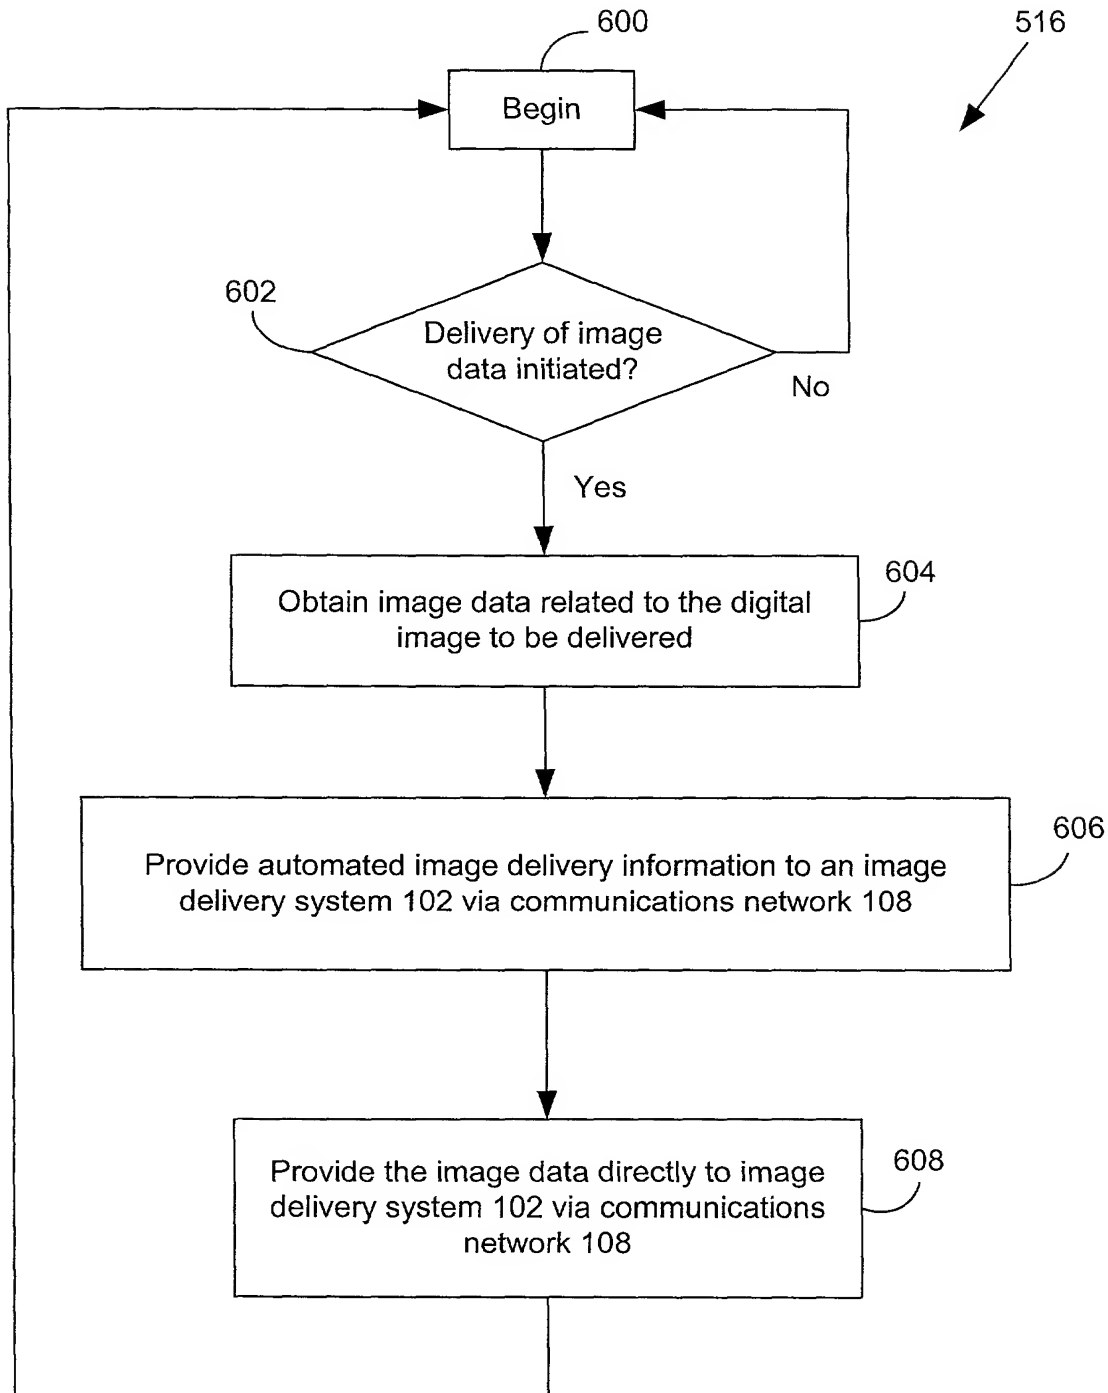 600
516
Begin
602
Delivery of image
data initiated?
No
Yes
604
Obtain image data related to the digital
image to be delivered
606
Provide automated image delivery information to an image
delivery system 102 via communications network 108
608
Provide the image data directly to image
delivery system 102 via communications
network 108